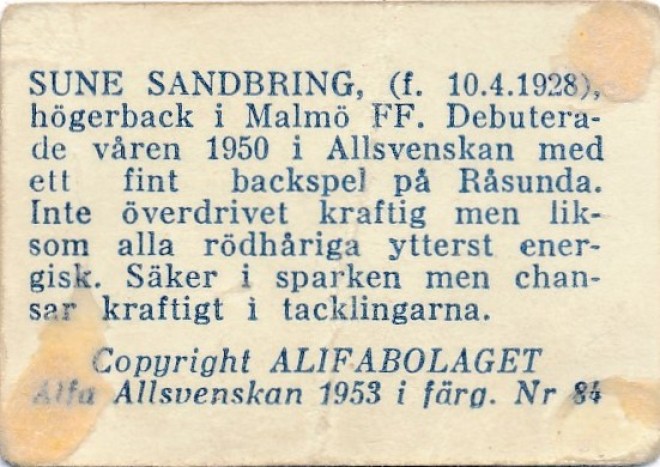 SUNE SANDBRING, (f. 10.4.1928),
högerback i Malmö FF. Debutera-
de våren 1950 i Allsvenskan med
ett fint backspel på Råsunda.
Inte överdrivet kraftig men lik-
som alla rödhåriga ytterst ener-
gisk. Säker i sparken men chan-
sar kraftigt i tacklingarna.
Copyright ALIFABOLAGET
Alfa Allsvenskan 1953 i färg. Nr 84